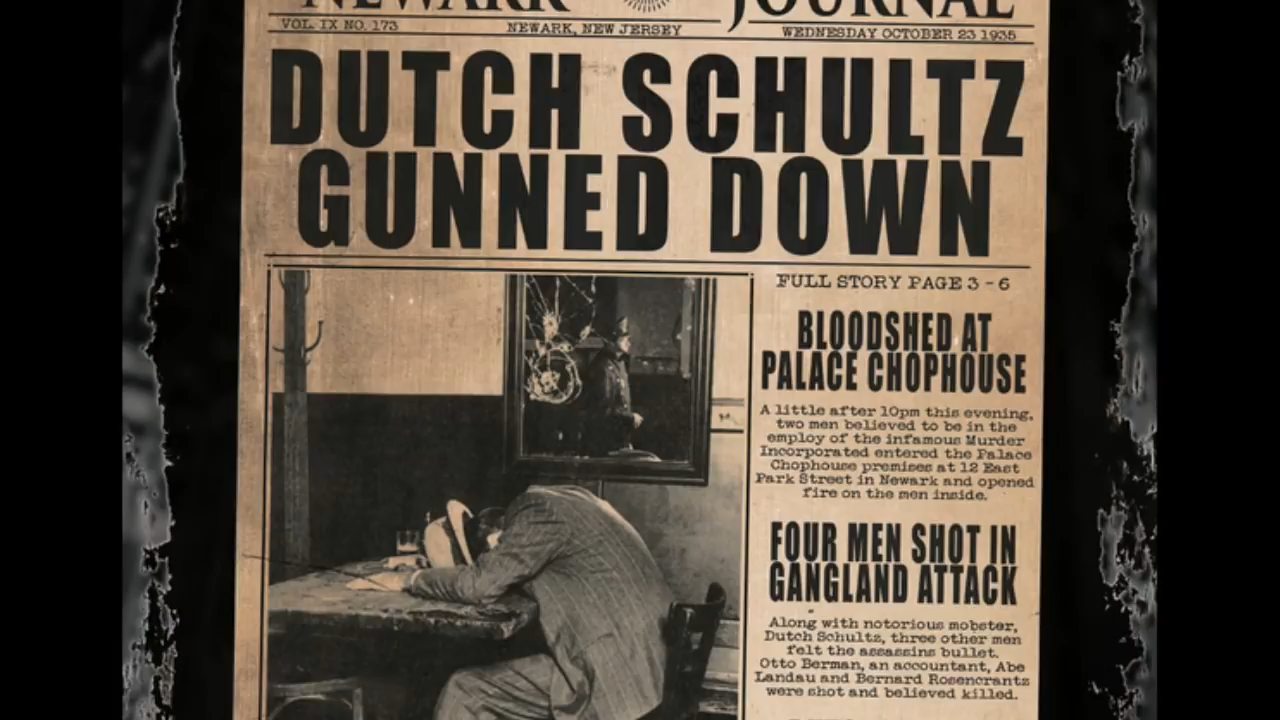 NEWARK JOURNAL
VOL. IX NO. 173 NEWARK, NEW JERSEY WEDNESDAY OCTOBER 23 1935
DUTCH SCHULTZ
GUNNED DOWN
FULL STORY PAGE 3 - 6
BLOODSHED AT
PALACE CHOPHOUSE
A little after 10pm this evening,
two men believed to be in the
employ of the infamous Murder
Incorporated entered the Palace
Chophouse premises at 12 East
Park Street in Newark and opened
fire on the men inside.
FOUR MEN SHOT IN
GANGLAND ATTACK
Along with notorious mobster,
Dutch Schultz, three other men
felt the assassins bullet.
Otto Berman, an accountant, Abe
Landau and Bernard Rosencrantz
were shot and believed killed.